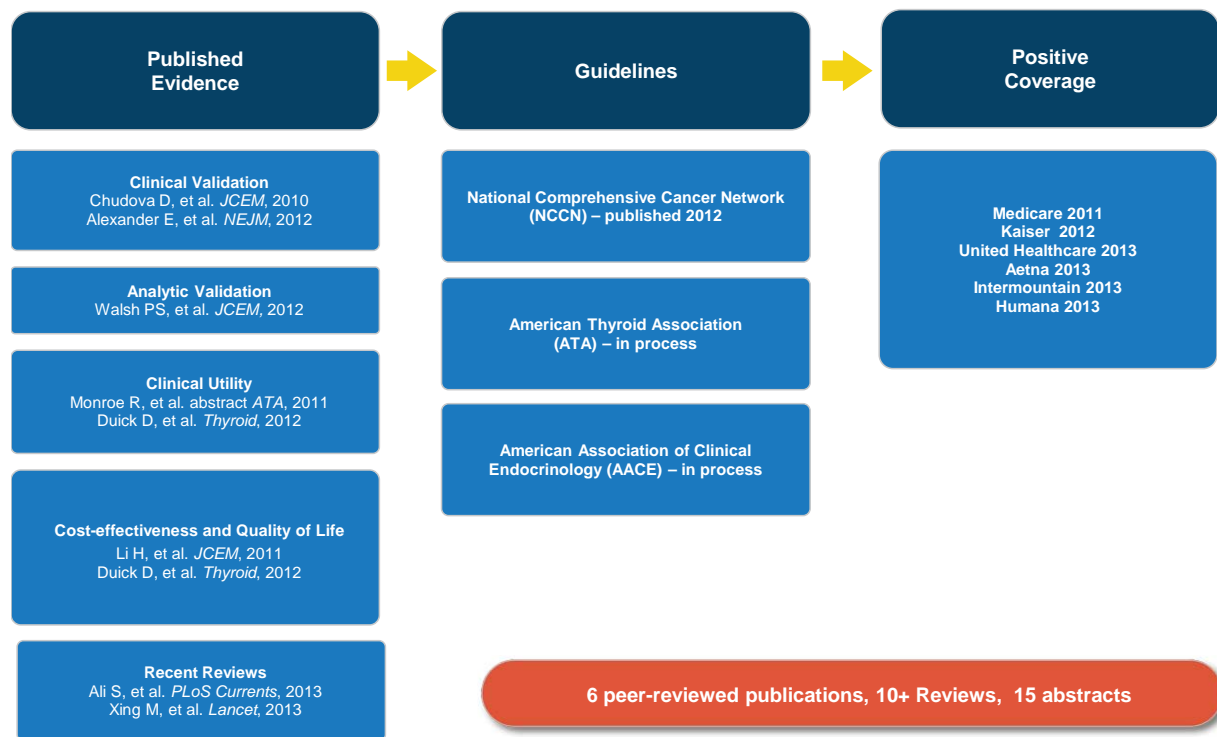 Published
Evidence
Guidelines
Positive
Coverage
Clinical Validation
Chudova D, et al. JCEM, 2010
Alexander E, et al. NEJM, 2012
Analytic Validation
Walsh PS, et al. JCEM, 2012
Clinical Utility
Monroe R, et al. abstract ATA, 2011
Duick D, et al. Thyroid, 2012
Cost-effectiveness and Quality of Life
Li H, et al. JCEM, 2011
Duick D, et al. Thyroid, 2012
Recent Reviews
Ali S, et al. PLoS Currents, 2013
Xing M, et al. Lancet, 2013
National Comprehensive Cancer Network
(NCCN) – published 2012
American Thyroid Association
(ATA) – in process
American Association of Clinical
Endocrinology (AACE) – in process
Medicare 2011
Kaiser 2012
United Healthcare 2013
Aetna 2013
Intermountain 2013
Humana 2013
6 peer-reviewed publications, 10+ Reviews, 15 abstracts